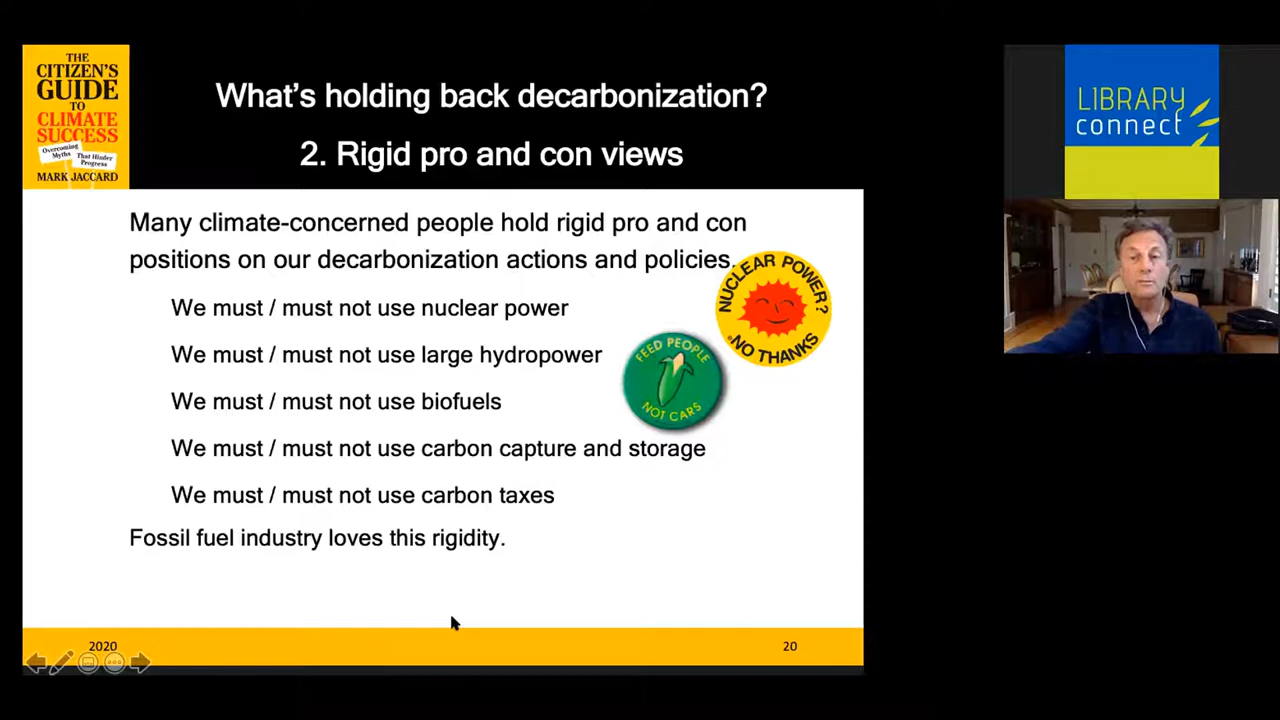 THE
CITIZEN'S
GUIDE
TO
CLIMATE
SUCCESS
Overcoming
Myths
That Hinder
Progress
MARK JACCARD
What's holding back decarbonization?
2. Rigid pro and con views
LIBRARY
connect
Many climate-concerned people hold rigid pro and con
positions on our decarbonization actions and policies.
NUCLEAR POWER?
NO THANKS
We must / must not use nuclear power
We must / must not use large hydropower
FEED PEOPLE
NOT CARS
We must / must not use biofuels
We must / must not use carbon capture and storage
We must / must not use carbon taxes
Fossil fuel industry loves this rigidity.
2020
20